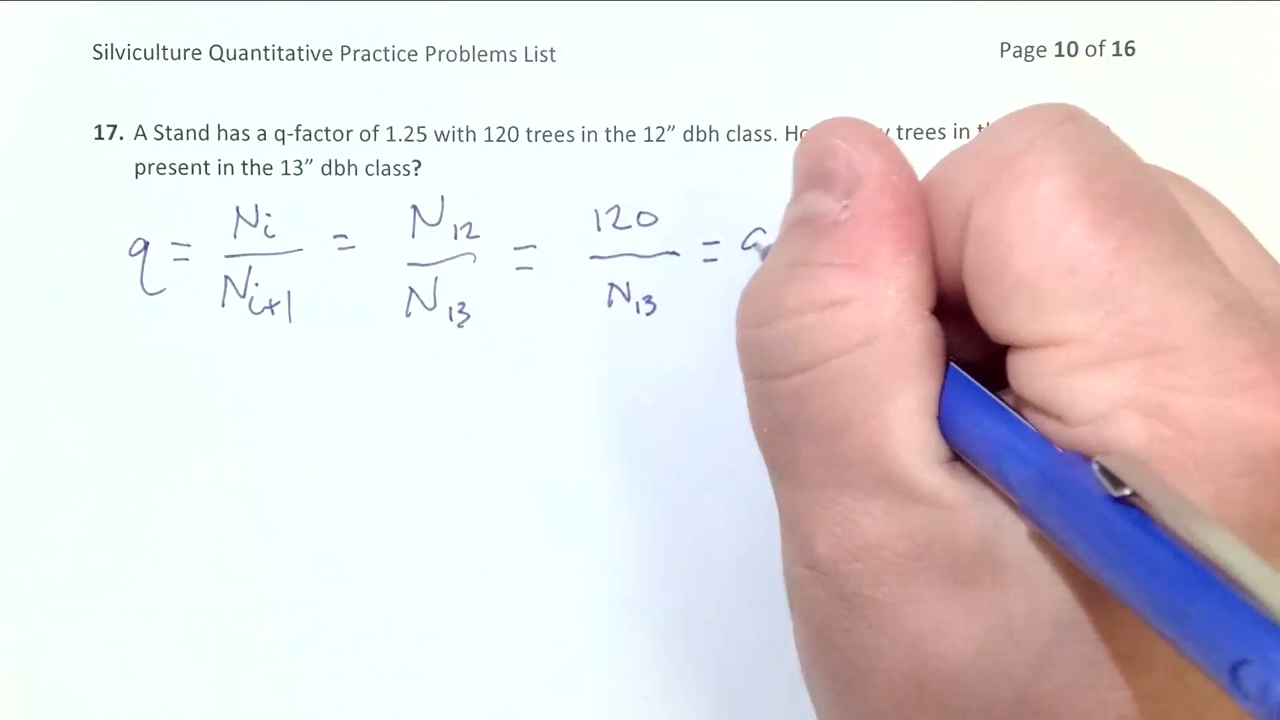 Silviculture Quantitative Practice Problems List
Page 10 of 16
17. A Stand has a q-factor of 1.25 with 120 trees in the 12” dbh class. trees in
present in the 13” dbh class?
q = Ni / Ni+1 = N12 / N13 = 120 / N13 =